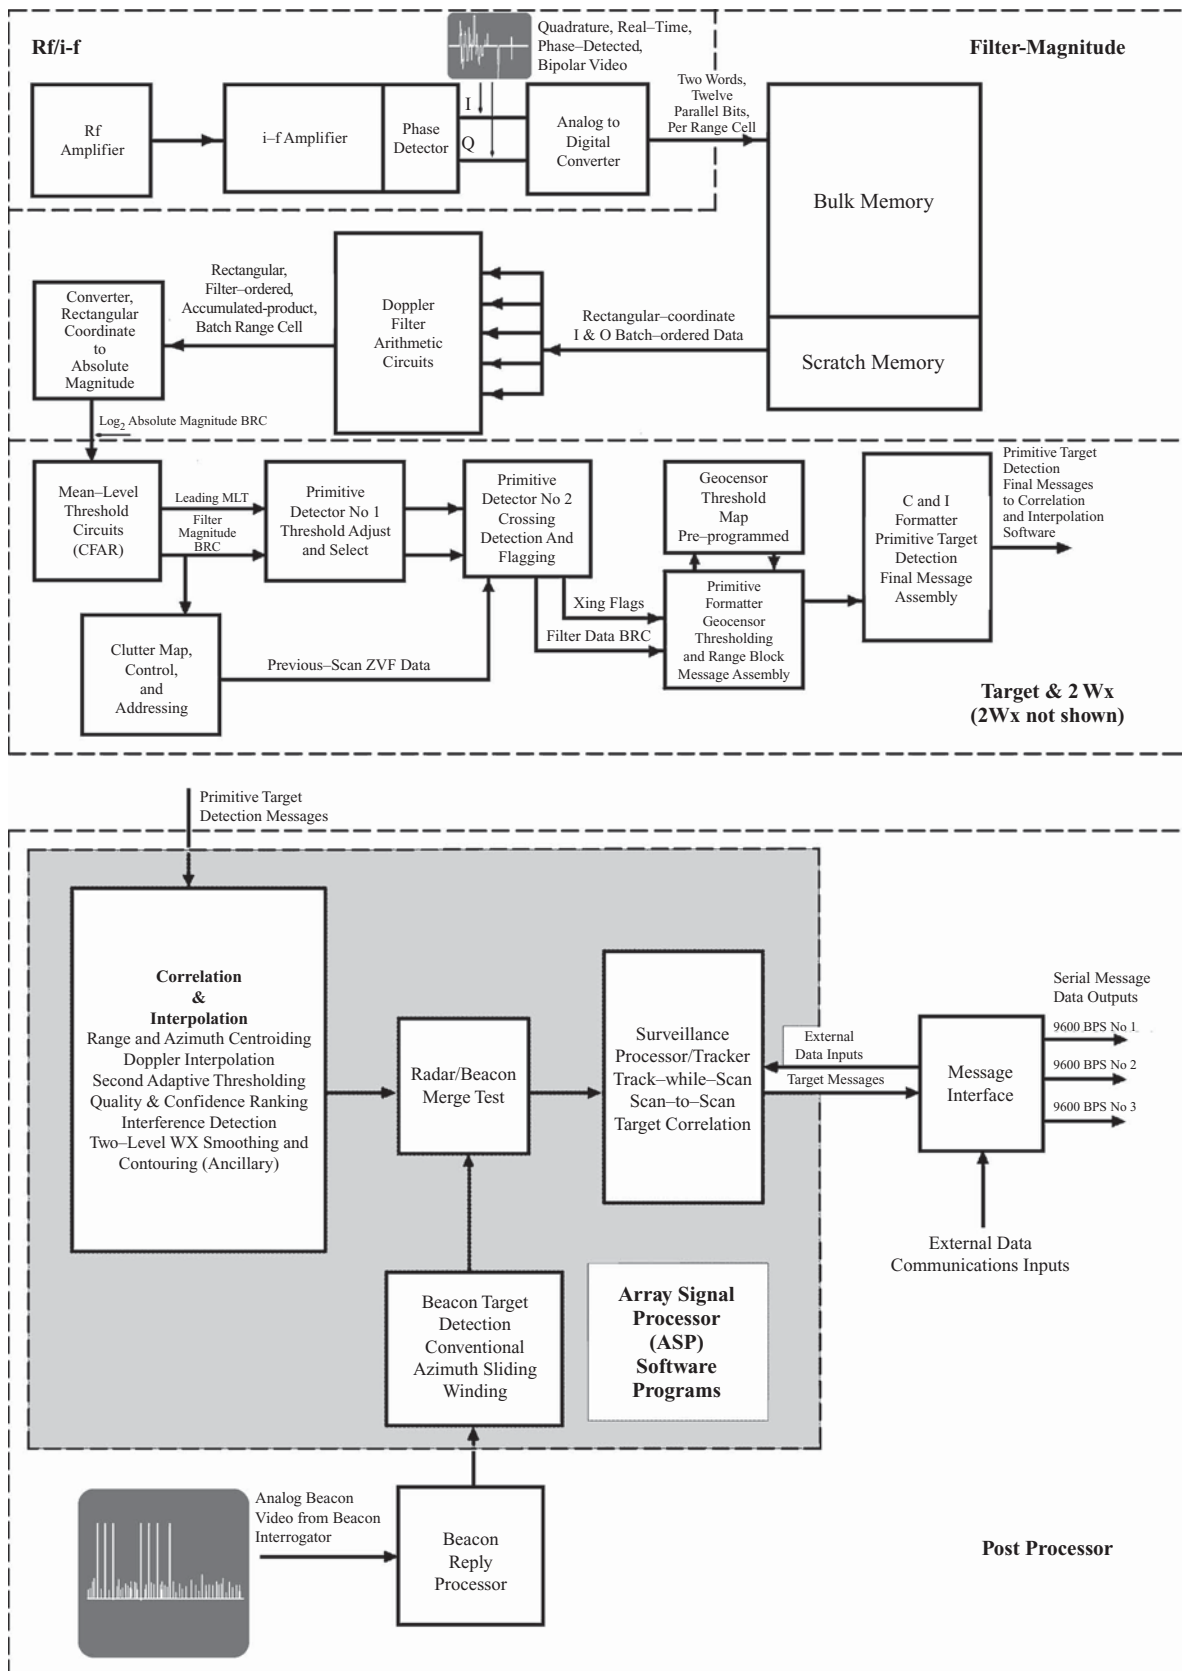 Rf/i-f
Quadrature, Real–Time,
Phase–Detected,
Bipolar Video
Filter-Magnitude
Rf
Amplifier
i–f Amplifier
Phase
Detector
I
Q
Analog to
Digital
Converter
Two Words,
Twelve
Parallel Bits,
Per Range Cell
Bulk Memory
Scratch Memory
Rectangular–coordinate
I & O Batch–ordered Data
Doppler
Filter
Arithmetic
Circuits
Rectangular,
Filter–ordered,
Accumulated-product,
Batch Range Cell
Converter,
Rectangular
Coordinate
to
Absolute
Magnitude
Log2 Absolute Magnitude BRC
Mean–Level
Threshold
Circuits
(CFAR)
Leading MLT
Filter
Magnitude
BRC
Primitive
Detector No 1
Threshold Adjust
and Select
Primitive
Detector No 2
Crossing
Detection And
Flagging
Geocensor
Threshold
Map
Pre–programmed
C and I
Formatter
Primitive Target
Detection
Final Message
Assembly
Primitive Target
Detection
Final Messages
to Correlation
and Interpolation
Software
Clutter Map,
Control,
and
Addressing
Previous–Scan ZVF Data
Xing Flags
Filter Data BRC
Primitive
Formatter
Geocensor
Thresholding
and Range Block
Message Assembly
Target & 2 Wx
(2Wx not shown)
Primitive Target
Detection Messages
Correlation
&
Interpolation
Range and Azimuth Centroiding
Doppler Interpolation
Second Adaptive Thresholding
Quality & Confidence Ranking
Interference Detection
Two–Level WX Smoothing and
Contouring (Ancillary)
Radar/Beacon
Merge Test
Surveillance
Processor/Tracker
Track–while–Scan
Scan–to–Scan
Target Correlation
External
Data Inputs
Target Messages
Message
Interface
Serial Message
Data Outputs
9600 BPS No 1
9600 BPS No 2
9600 BPS No 3
External Data
Communications Inputs
Beacon Target
Detection
Conventional
Azimuth Sliding
Winding
Array Signal
Processor
(ASP)
Software
Programs
Analog Beacon
Video from Beacon
Interrogator
Beacon
Reply
Processor
Post Processor